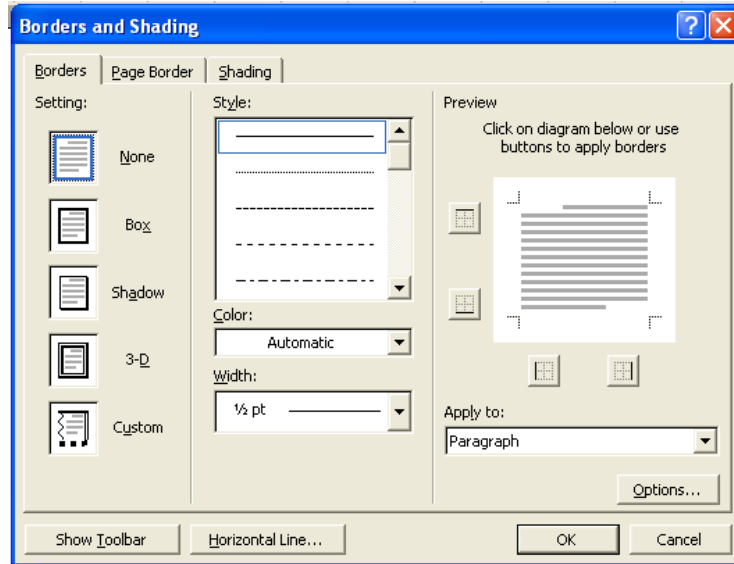 Borders and Shading
Borders
Page Border
Shading
Setting:
None
Box
Shadow
3-D
Custom
Style:
Color:
Automatic
Width:
½ pt
Preview
Click on diagram below or use
buttons to apply borders
Apply to:
Paragraph
Options...
Show Toolbar
Horizontal Line...
OK
Cancel